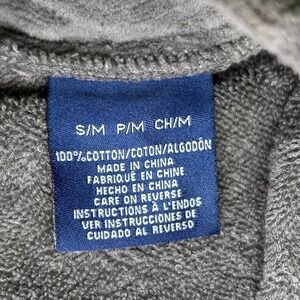 S/M P/M CH/M
100%COTTON/COTON/ALGODÓN
MADE IN CHINA
FABRIQUÉ EN CHINE
HECHO EN CHINA
CARE ON REVERSE
INSTRUCTIONS À L'ENDOS
VER INSTRUCCIONES DE
CUIDADO AL REVERSO